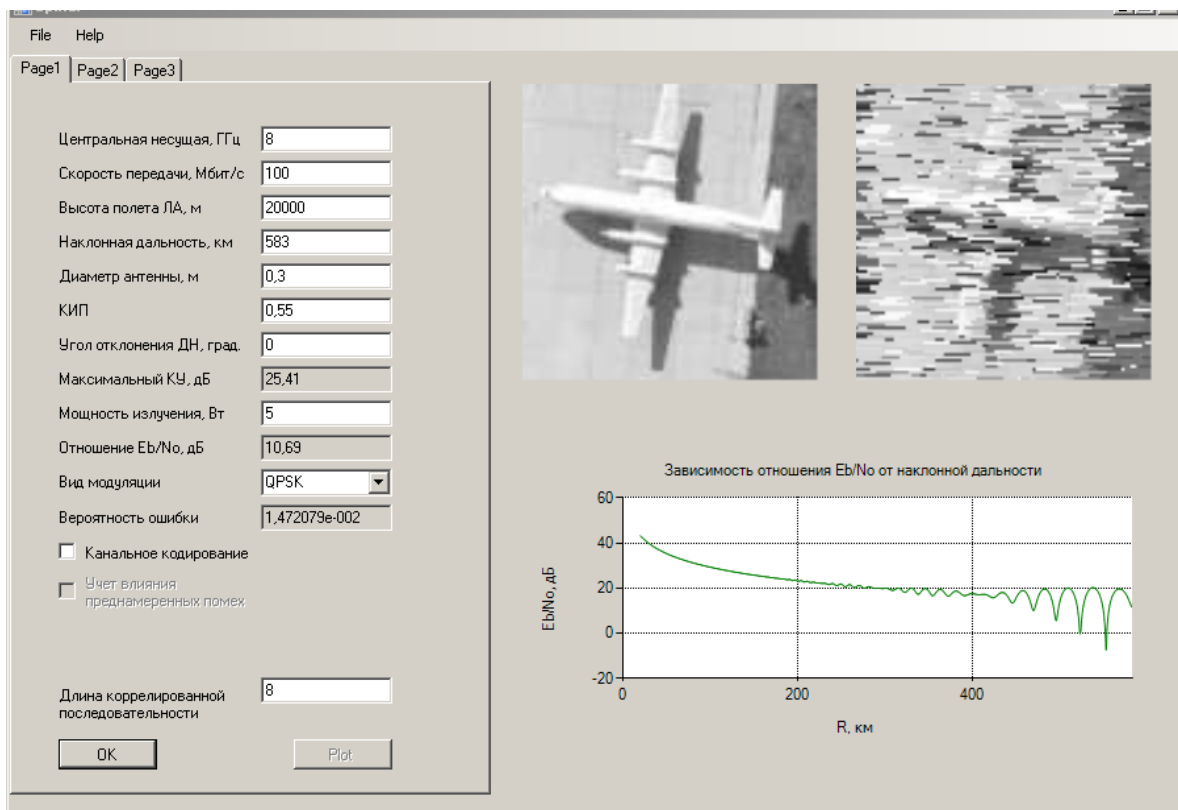 File Help
Page1 Page2 Page3
Центральная несущая, ГГц 8
Скорость передачи, Мбит/с 100
Высота полета ЛА, м 20000
Наклонная дальность, км 583
Диаметр антенны, м 0,3
КИП 0,55
Угол отклонения ДН, град. 0
Максимальный КУ, дБ 25,41
Мощность излучения, Вт 5
Отношение Eb/No, дБ 10,69
Вид модуляции QPSK
Вероятность ошибки 1,472079e-002
Канальное кодирование
Учет влияния
преднамеренных помех
Длина коррелированной 8
последовательности
OK Plot
Зависимость отношения Eb/No от наклонной дальности
60
40
20
0
-20
Eb/No, дБ
0 200 400
R, км